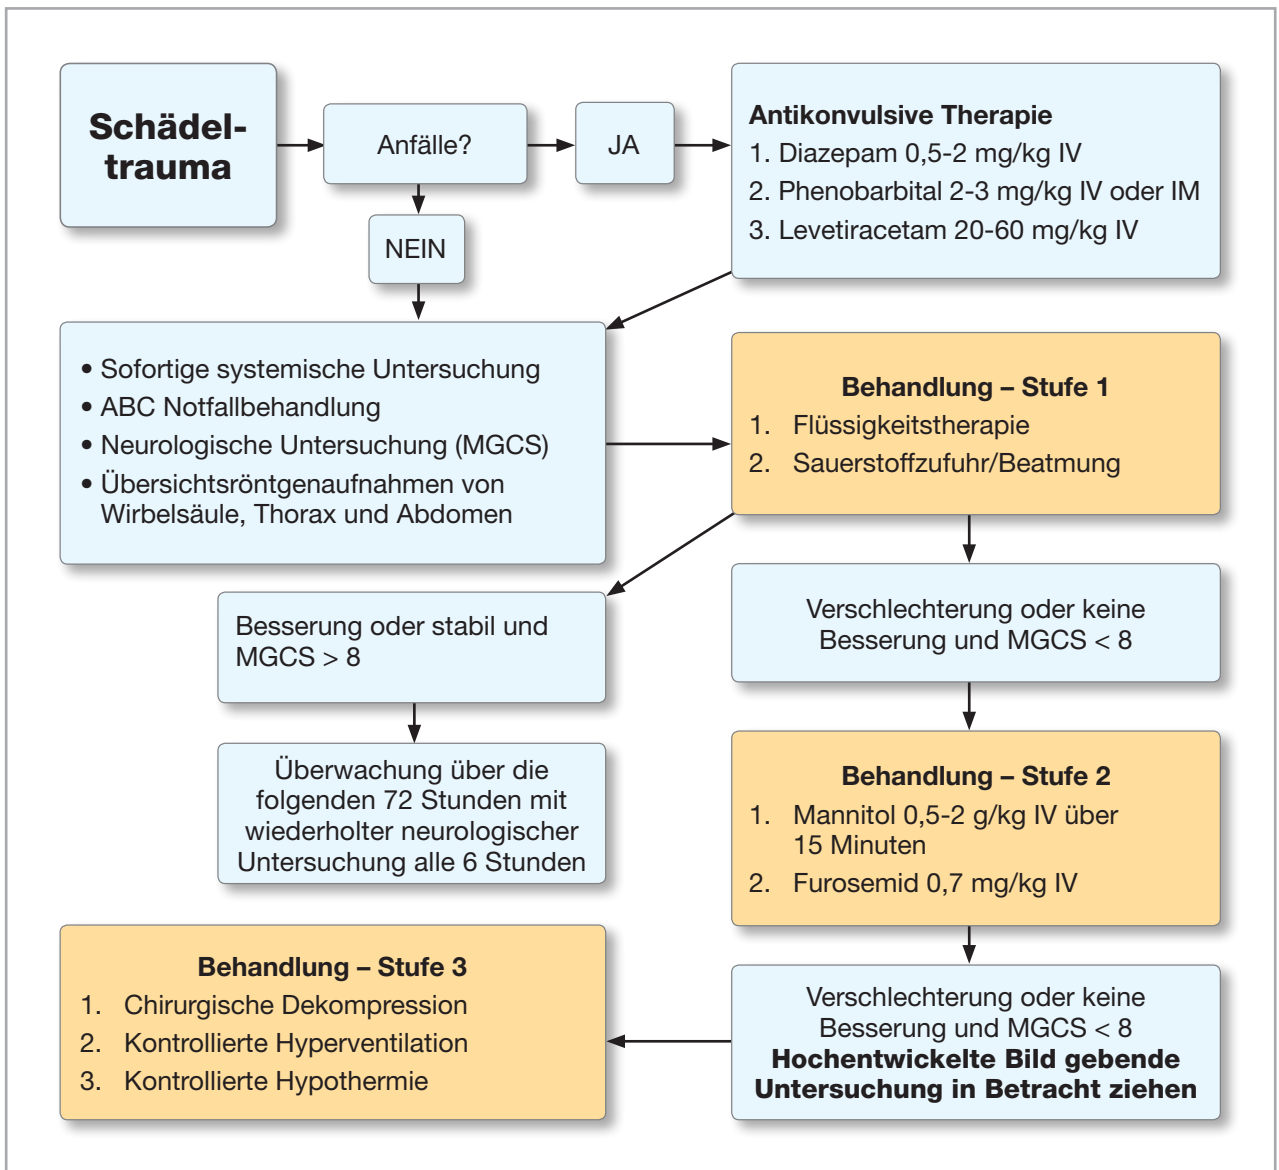 Schädel-
trauma
Anfälle?
JA
NEIN
Antikonvulsive Therapie
1. Diazepam 0,5-2 mg/kg IV
2. Phenobarbital 2-3 mg/kg IV oder IM
3. Levetiracetam 20-60 mg/kg IV
• Sofortige systemische Untersuchung
• ABC Notfallbehandlung
• Neurologische Untersuchung (MGCS)
• Übersichtsröntgenaufnahmen von
Wirbelsäule, Thorax und Abdomen
Behandlung – Stufe 1
1. Flüssigkeitstherapie
2. Sauerstoffzufuhr/Beatmung
Besserung oder stabil und
MGCS > 8
Überwachung über die
folgenden 72 Stunden mit
wiederholter neurologischer
Untersuchung alle 6 Stunden
Verschlechterung oder keine
Besserung und MGCS < 8
Behandlung – Stufe 2
1. Mannitol 0,5-2 g/kg IV über
15 Minuten
2. Furosemid 0,7 mg/kg IV
Verschlechterung oder keine
Besserung und MGCS < 8
Hochentwickelte Bild gebende
Untersuchung in Betracht ziehen
Behandlung – Stufe 3
1. Chirurgische Dekompression
2. Kontrollierte Hyperventilation
3. Kontrollierte Hypothermie